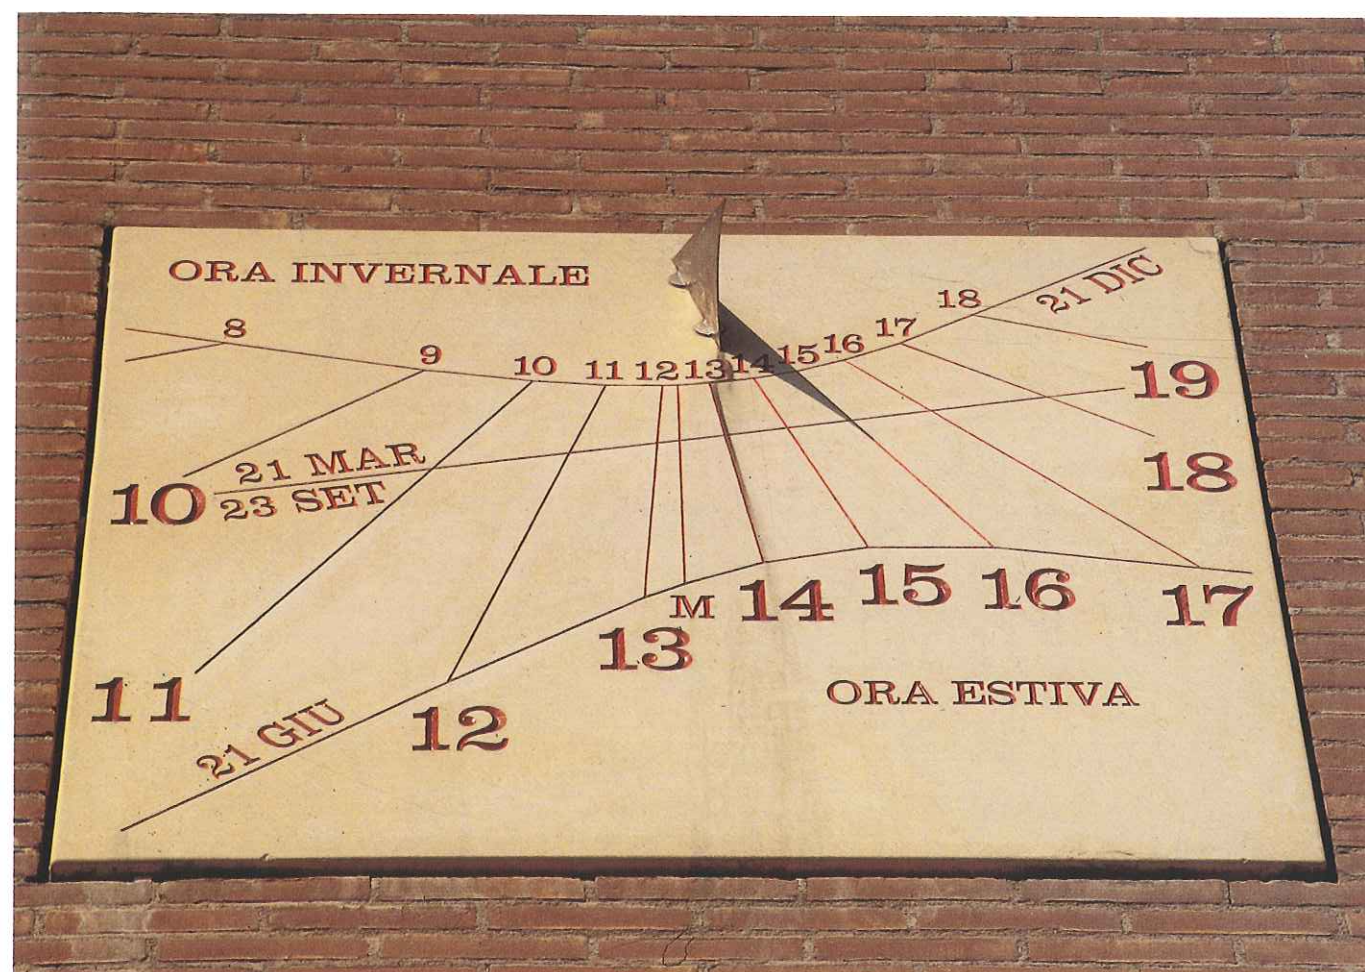 ORA INVERNALE
21 DIC
8 9 10 11 12 13 14 15 16 17 18
19
18
21 MAR
10
23 SET
11
21 GIU
12
13
M
14
15
16
17
ORA ESTIVA